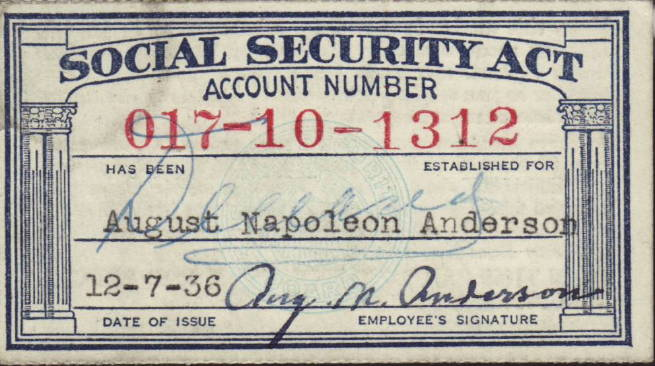 SOCIAL SECURITY ACT
ACCOUNT NUMBER
017-10-1312
HAS BEEN ESTABLISHED FOR
Deceased
August Napoleon Anderson
12-7-36 Aug. N. Anderson
DATE OF ISSUE EMPLOYEE'S SIGNATURE